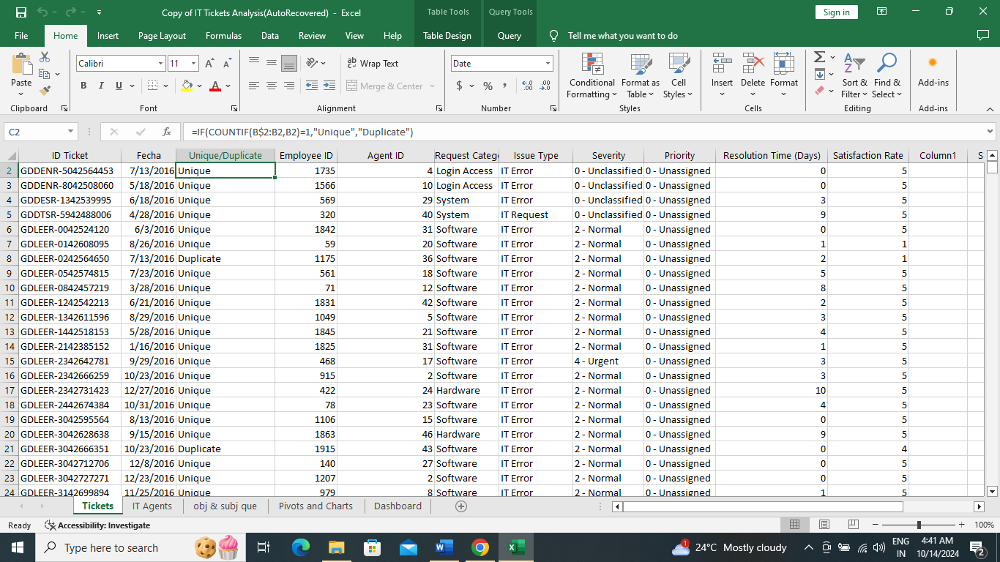 Copy of IT Tickets Analysis(AutoRecovered) - Excel
Table Tools
Query Tools
Sign in
File Home Insert Page Layout Formulas Data Review View Help Table Design Query Tell me what you want to do
Paste
Clipboard
Calibri 11
B I U
Font
Wrap Text
Merge & Center
Alignment
Date
$ % ,
Number
Conditional Formatting
Format as Table
Cell Styles
Styles
Insert Delete Format
Cells
Sort & Filter
Find & Select
Editing
Add-ins
Add-ins
C2 fx =IF(COUNTIF(B$2:B2,B2)=1,"Unique","Duplicate")
ID Ticket Fecha Unique/Duplicate Employee ID Agent ID Request Categ Issue Type Severity Priority Resolution Time (Days) Satisfaction Rate Column1 S
2 GDDENR-5042564453 7/13/2016 Unique 1735 4 Login Access IT Error 0 - Unclassified 0 - Unassigned 0 5
3 GDDENR-8042508060 5/18/2016 Unique 1566 10 Login Access IT Error 0 - Unclassified 0 - Unassigned 0 5
4 GDDESR-1342539995 6/18/2016 Unique 569 29 System IT Error 0 - Unclassified 0 - Unassigned 3 5
5 GDDTSR-5942488006 4/28/2016 Unique 320 40 System IT Request 0 - Unclassified 0 - Unassigned 9 5
6 GDLEER-0042524120 6/3/2016 Unique 1842 31 Software IT Error 2 - Normal 0 - Unassigned 0 5
7 GDLEER-0142608095 8/26/2016 Unique 59 20 Software IT Error 2 - Normal 0 - Unassigned 1 1
8 GDLEER-0242564650 7/13/2016 Duplicate 1175 36 Software IT Error 2 - Normal 0 - Unassigned 2 1
9 GDLEER-0542574815 7/23/2016 Unique 561 18 Software IT Error 2 - Normal 0 - Unassigned 5 5
10 GDLEER-0842457219 3/28/2016 Unique 71 12 Software IT Error 2 - Normal 0 - Unassigned 8 5
11 GDLEER-1242542213 6/21/2016 Unique 1831 42 Software IT Error 2 - Normal 0 - Unassigned 2 5
12 GDLEER-1342611596 8/29/2016 Unique 1049 5 Software IT Error 2 - Normal 0 - Unassigned 3 5
13 GDLEER-1442518153 5/28/2016 Unique 1845 21 Software IT Error 2 - Normal 0 - Unassigned 4 5
14 GDLEER-2142385152 1/16/2016 Unique 1825 31 Software IT Error 2 - Normal 0 - Unassigned 1 5
15 GDLEER-2342642781 9/29/2016 Unique 468 17 Software IT Error 4 - Urgent 0 - Unassigned 3 5
16 GDLEER-2342666259 10/23/2016 Unique 915 2 Software IT Error 2 - Normal 0 - Unassigned 3 5
17 GDLEER-2342731423 12/27/2016 Unique 422 24 Hardware IT Error 2 - Normal 0 - Unassigned 10 5
18 GDLEER-2442674384 10/31/2016 Unique 78 23 Software IT Error 2 - Normal 0 - Unassigned 4 5
19 GDLEER-3042595564 8/13/2016 Unique 1106 15 Software IT Error 2 - Normal 0 - Unassigned 0 5
20 GDLEER-3042628638 9/15/2016 Unique 1863 46 Hardware IT Error 2 - Normal 0 - Unassigned 9 5
21 GDLEER-3042666351 10/23/2016 Duplicate 1915 43 Software IT Error 2 - Normal 0 - Unassigned 0 4
22 GDLEER-3042712706 12/8/2016 Unique 140 27 Software IT Error 2 - Normal 0 - Unassigned 0 5
23 GDLEER-3042727271 12/23/2016 Unique 1207 2 Software IT Error 2 - Normal 0 - Unassigned 0 5
24 GDLEER-3142699894 11/25/2016 Unique 979 8 Software IT Error 2 - Normal 0 - Unassigned 1 5
Tickets IT Agents obj & subj que Pivots and Charts Dashboard
Ready Accessibility: Investigate 100%
Type here to search
1 24°C Mostly cloudy
ENG
IN
4:41 AM
10/14/2024
2